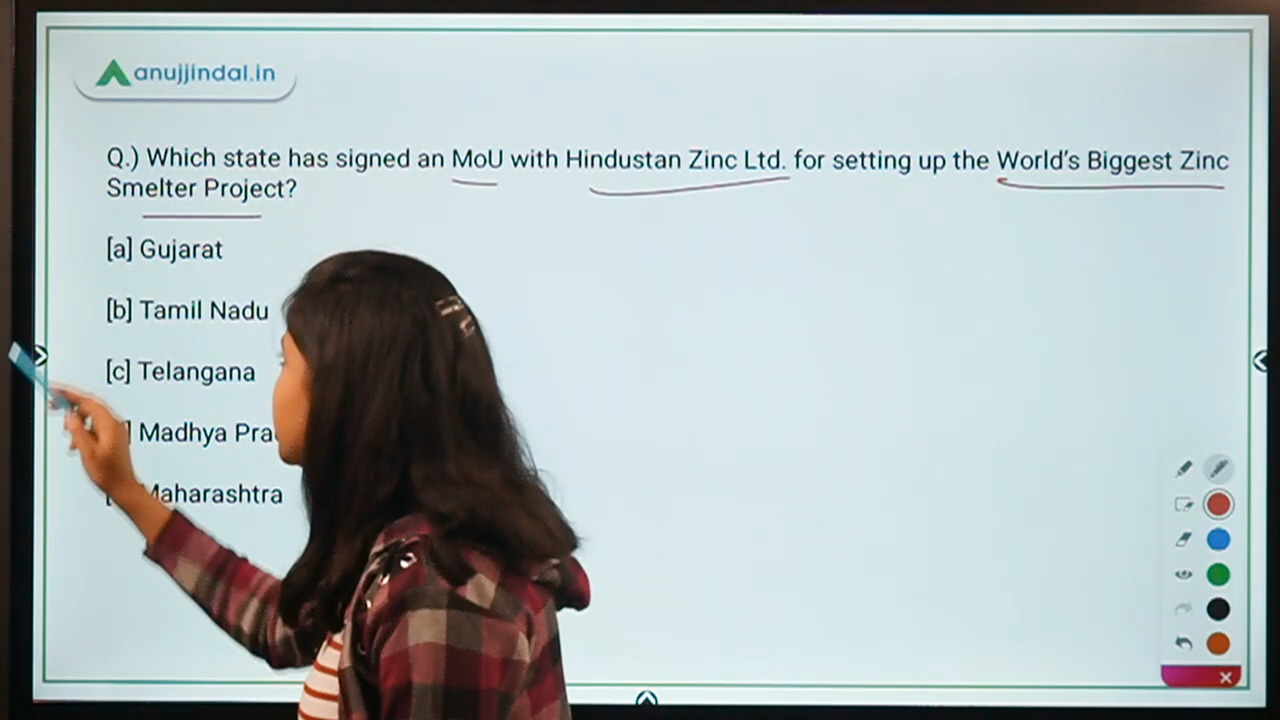 anujjindal.in
Q.) Which state has signed an MoU with Hindustan Zinc Ltd. for setting up the World's Biggest Zinc
Smelter Project?
[a] Gujarat
[b] Tamil Nadu
[c] Telangana
Madhya
Maharashtra